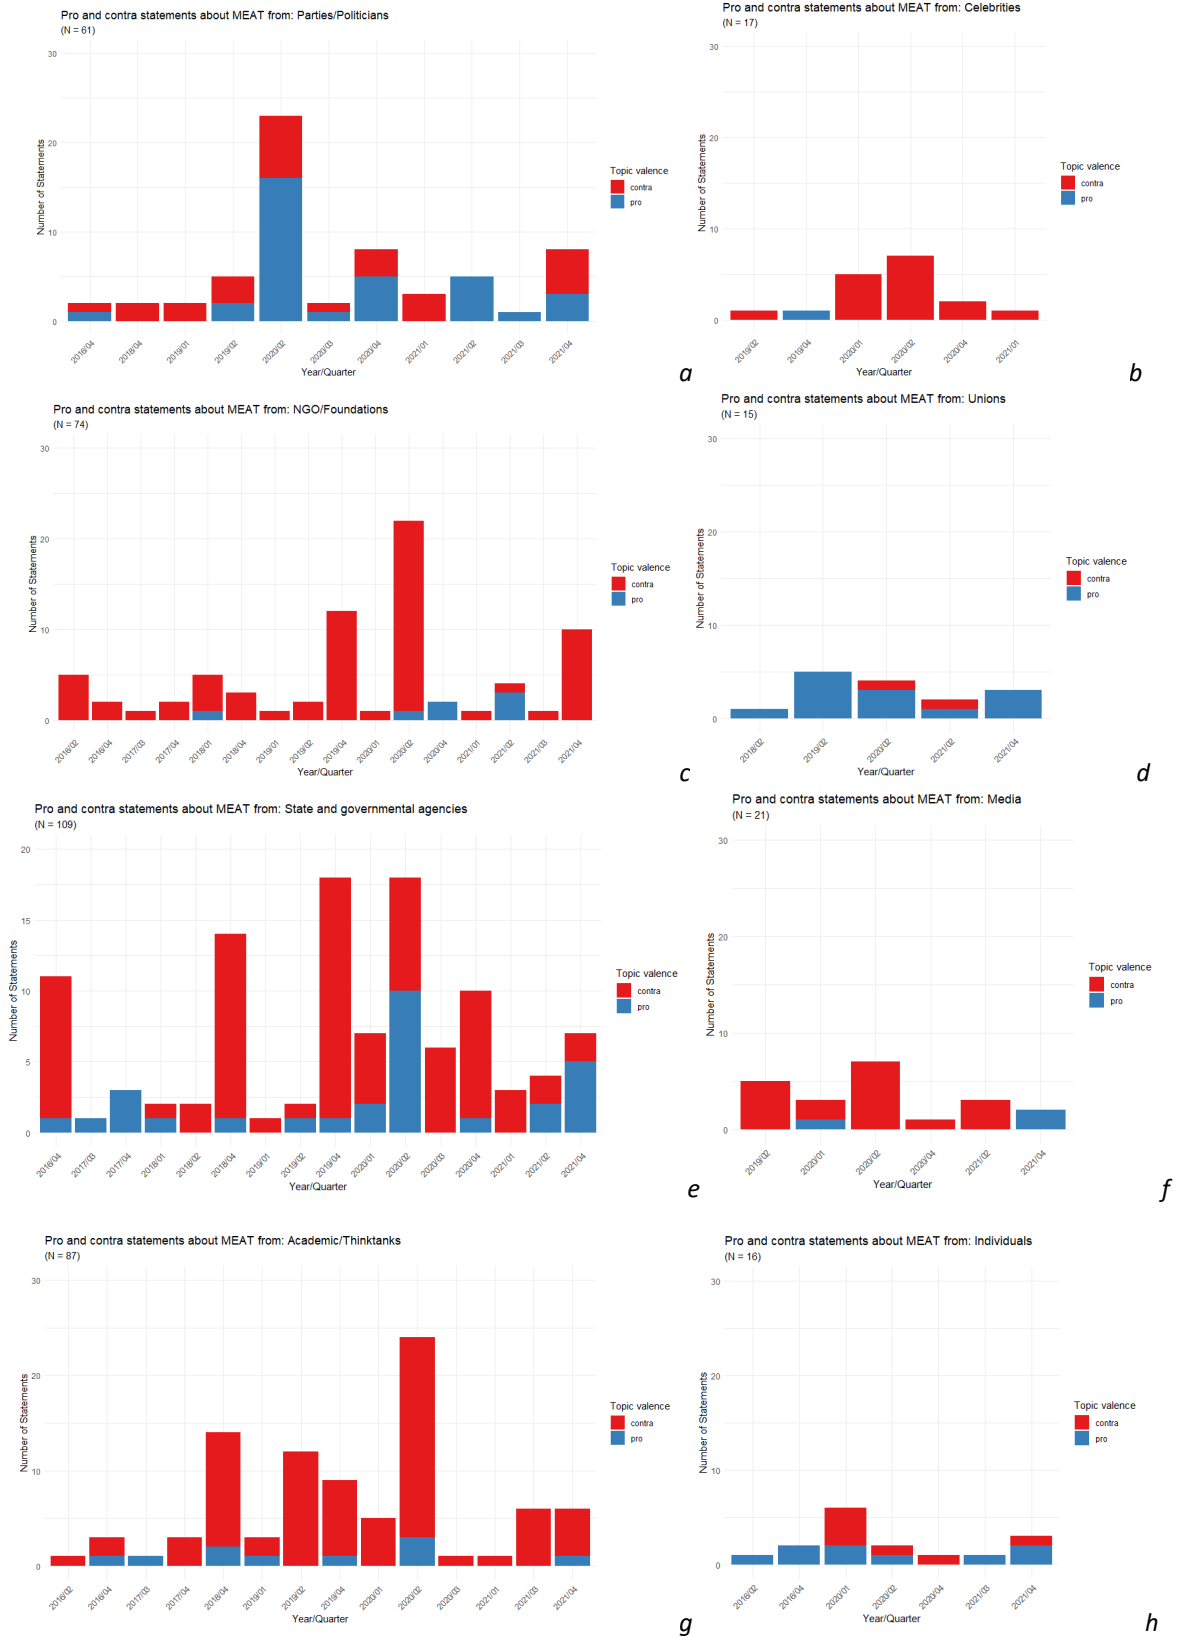 Pro and contra statements about MEAT from: Parties/Politicians
(N = 61)
30
20
10
0
Number of Statements
2016/04 2018/04 2019/01 2019/02 2020/02 2020/03 2020/04 2021/01 2021/02 2021/03 2021/04
Year/Quarter
Topic valence
contra
pro
a
Pro and contra statements about MEAT from: Celebrities
(N = 17)
30
20
10
0
Number of Statements
2019/02 2019/04 2020/01 2020/02 2020/04 2021/01
Year/Quarter
Topic valence
contra
pro
b
Pro and contra statements about MEAT from: NGO/Foundations
(N = 74)
30
20
10
0
Number of Statements
2016/02 2016/04 2017/03 2017/04 2018/01 2018/04 2019/01 2019/02 2019/04 2020/01 2020/02 2020/04 2021/01 2021/02 2021/03 2021/04
Year/Quarter
Topic valence
contra
pro
c
Pro and contra statements about MEAT from: Unions
(N = 15)
30
20
10
0
Number of Statements
2018/02 2019/02 2020/02 2021/02 2021/04
Year/Quarter
Topic valence
contra
pro
d
Pro and contra statements about MEAT from: State and governmental agencies
(N = 109)
20
15
10
5
0
Number of Statements
2016/04 2017/03 2017/04 2018/01 2018/02 2018/04 2019/01 2019/02 2019/04 2020/01 2020/02 2020/03 2020/04 2021/01 2021/02 2021/04
Year/Quarter
Topic valence
contra
pro
e
Pro and contra statements about MEAT from: Media
(N = 21)
30
20
10
0
Number of Statements
2019/02 2020/01 2020/02 2020/04 2021/02 2021/04
Year/Quarter
Topic valence
contra
pro
f
Pro and contra statements about MEAT from: Academic/Thinktanks
(N = 87)
30
20
10
0
Number of Statements
2016/02 2016/04 2017/03 2017/04 2018/04 2019/01 2019/02 2019/04 2020/01 2020/02 2020/03 2021/01 2021/03 2021/04
Year/Quarter
Topic valence
contra
pro
g
Pro and contra statements about MEAT from: Individuals
(N = 16)
30
20
10
0
Number of Statements
2016/02 2016/04 2020/01 2020/02 2020/04 2021/03 2021/04
Year/Quarter
Topic valence
contra
pro
h